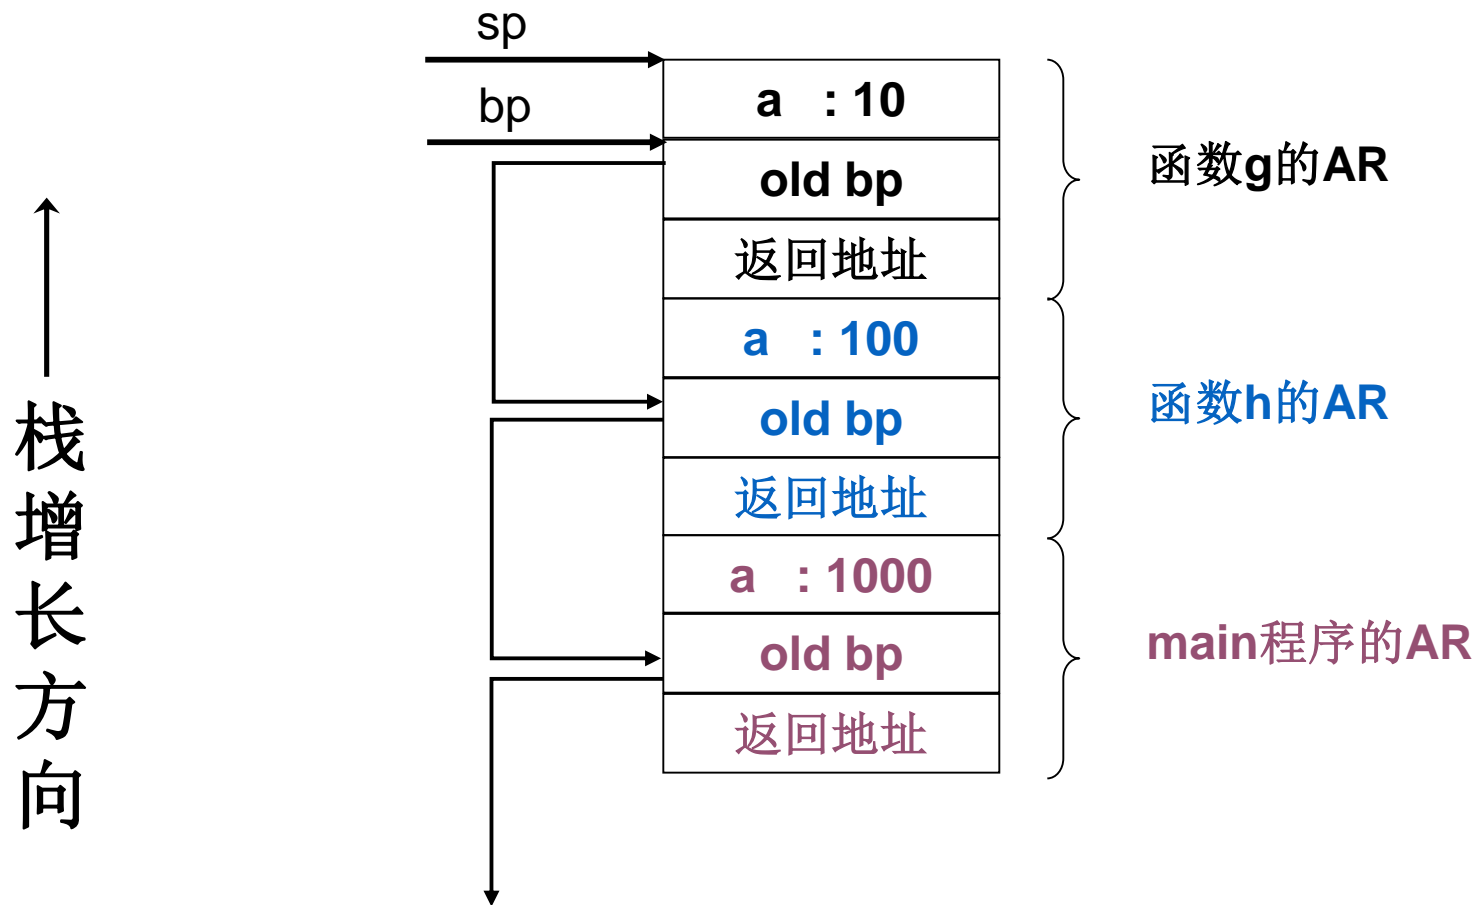 sp
bp
a : 10
old bp
返回地址
函数g的AR
a : 100
old bp
返回地址
函数h的AR
a : 1000
old bp
返回地址
main程序的AR
栈增长方向